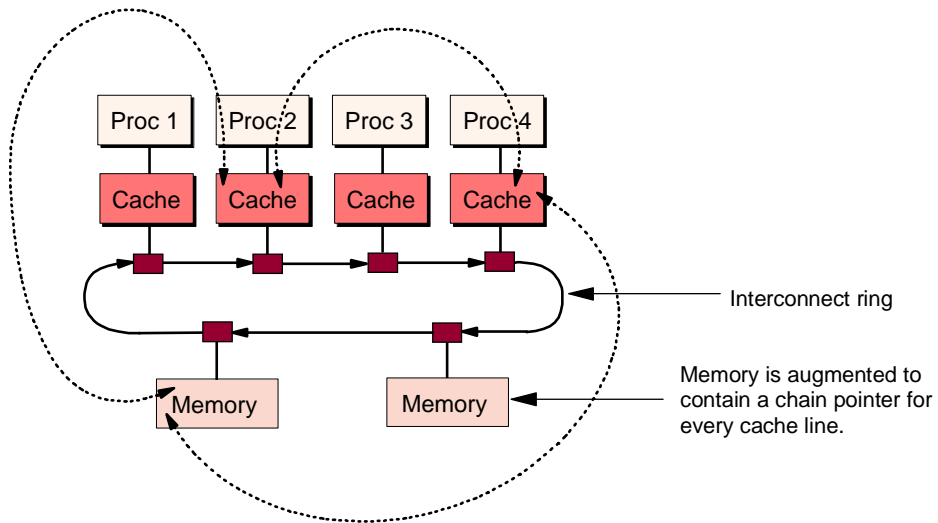 Proc 1
Proc 2
Proc 3
Proc 4
Cache
Cache
Cache
Cache
Interconnect ring
Memory
Memory
Memory is augmented to
contain a chain pointer for
every cache line.